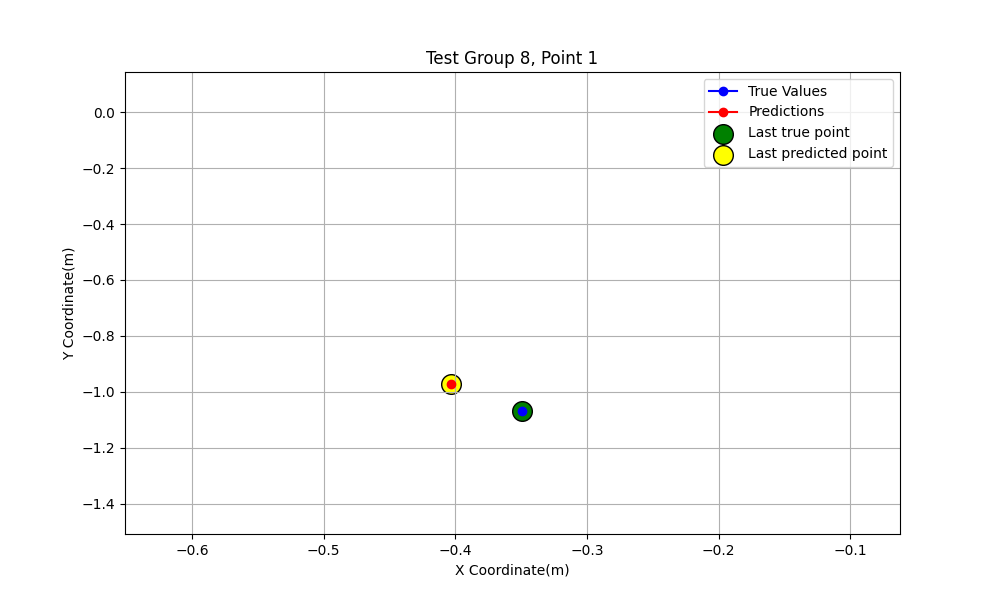 Test Group 8, Point 1
True Values
Predictions
Last true point
Last predicted point
0.0
−0.2
−0.4
−0.6
−0.8
−1.0
−1.2
−1.4
Y Coordinate(m)
−0.6
−0.5
−0.4
−0.3
−0.2
−0.1
X Coordinate(m)